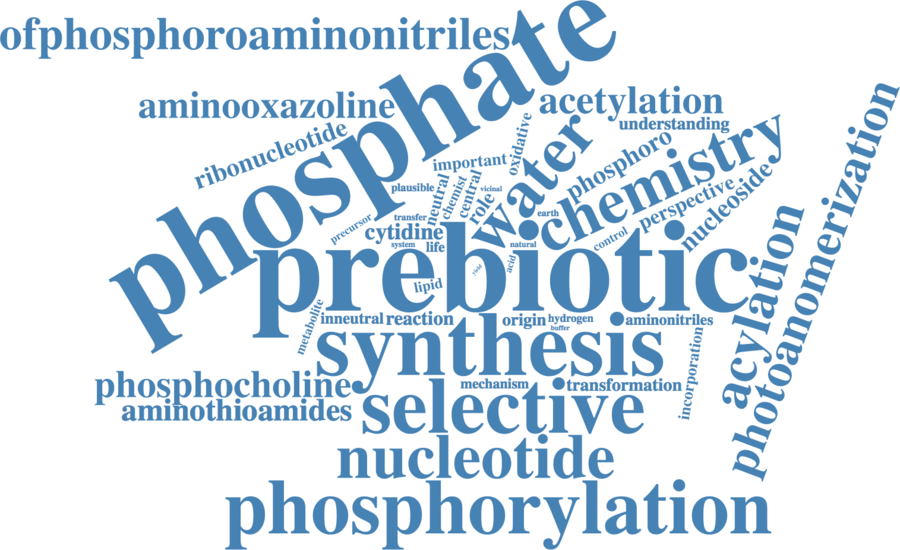 ofphosphoroaminonitriles
phosphate
aminooxazoline
acetylation
understanding
ribonucleotide
important
oxidative
water
phosphoro
chemistry
photoanomerization
plausible
neutral
chemist
central
vicinal
role
perspective
nucleoside
precursor
transfer
cytidine
earth
control
system
life
natural
prebiotic
acid
yield
lipid
acylation
metabolite
inneutral
reaction
origin
hydrogen
buffer
aminonitriles
synthesis
incorporation
phosphocholine
mechanism
transformation
aminothioamides
selective
nucleotide
phosphorylation